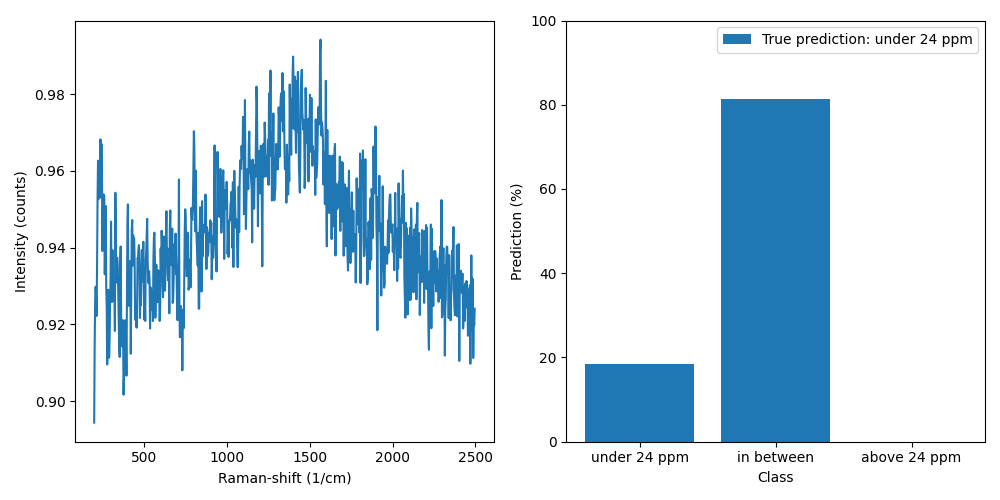 0.98
0.96
0.94
0.92
0.90
Intensity (counts)
500
1000
1500
2000
2500
Raman-shift (1/cm)
100
80
60
40
20
0
Prediction (%)
True prediction: under 24 ppm
under 24 ppm
in between
above 24 ppm
Class